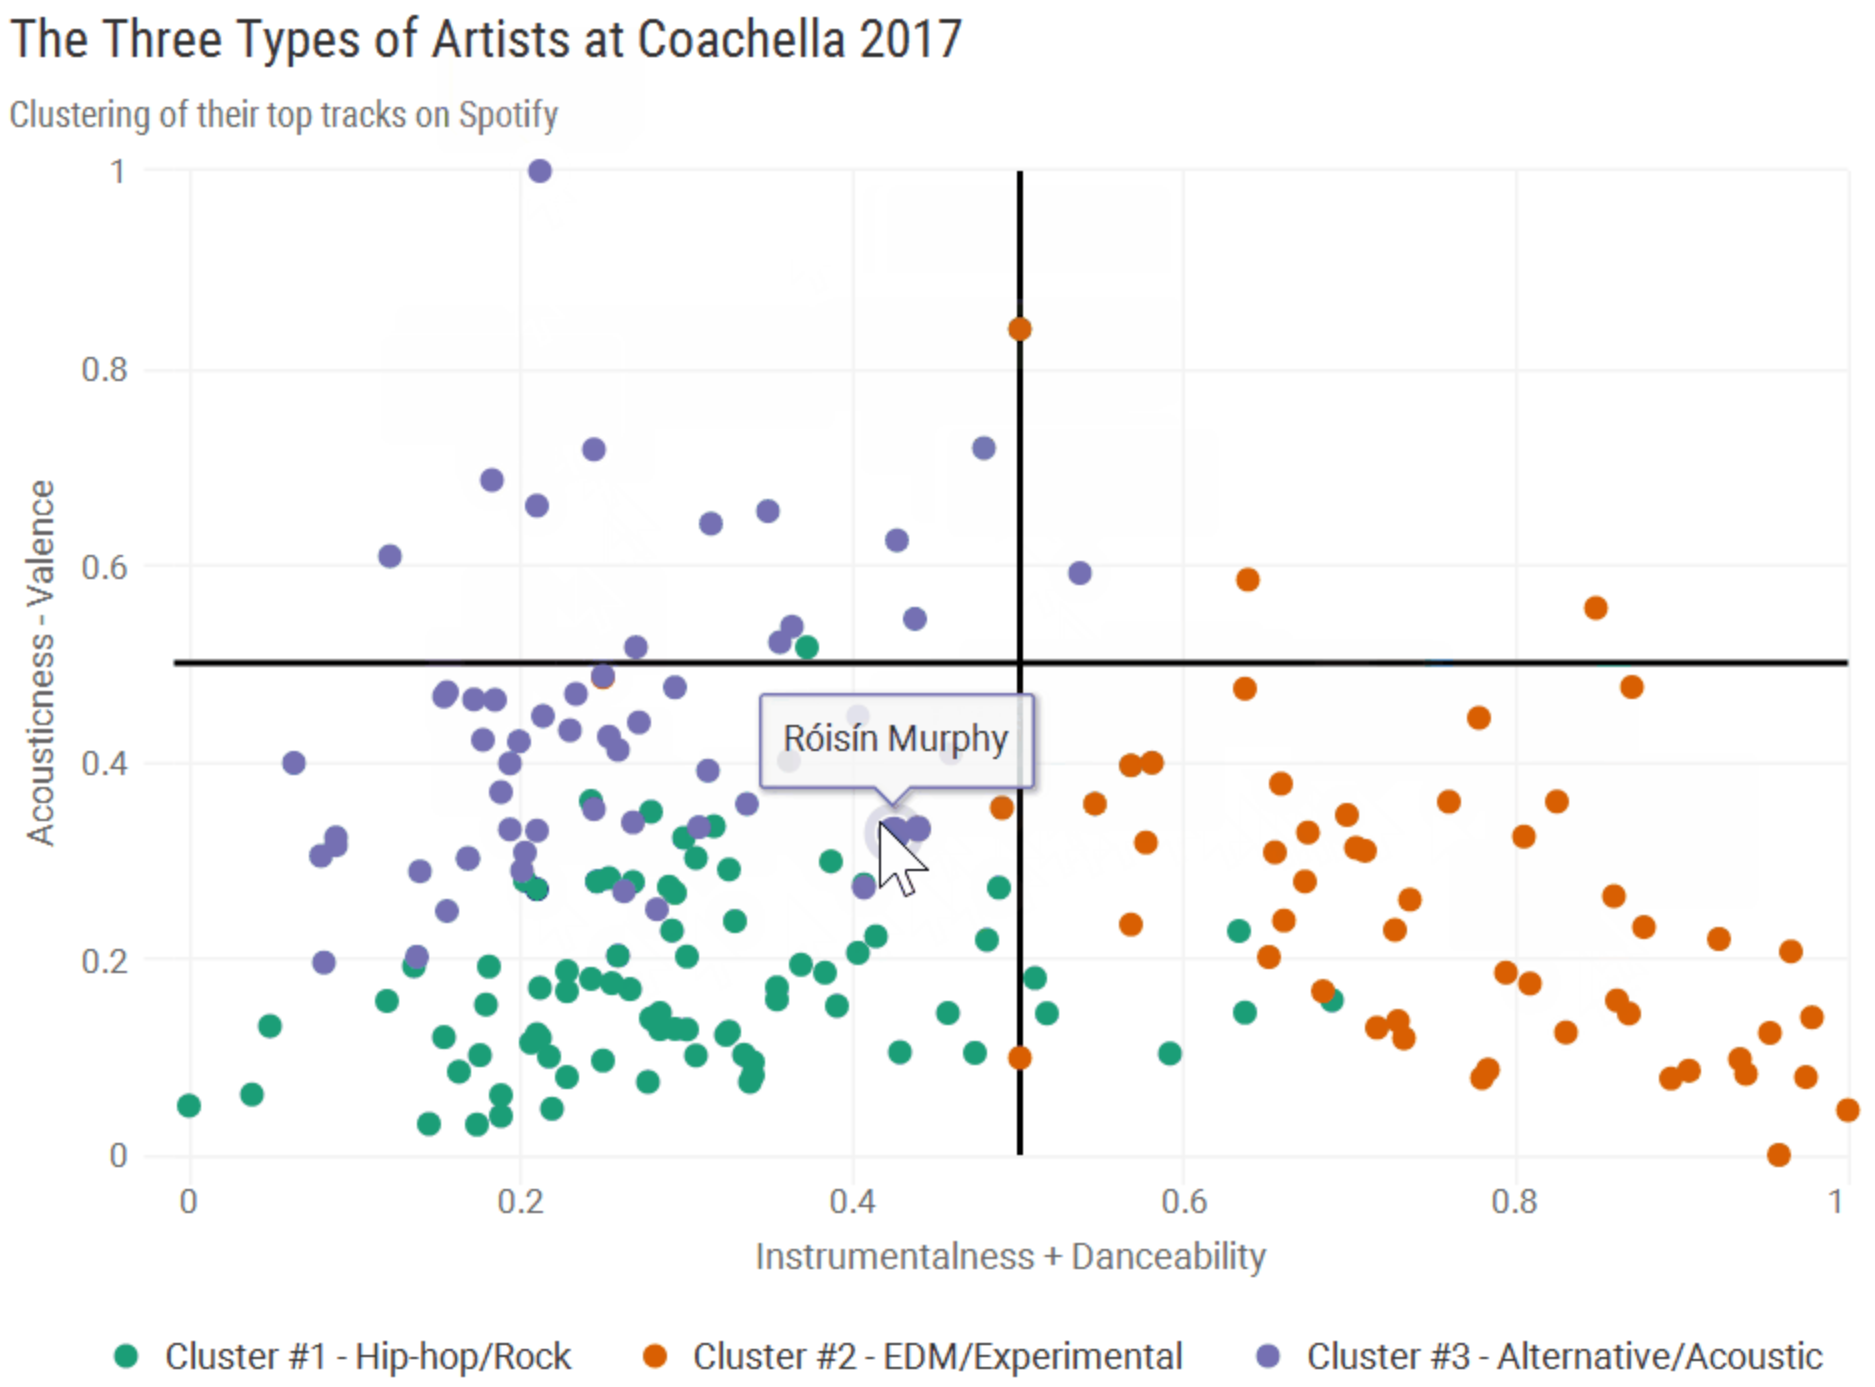 The Three Types of Artists at Coachella 2017
Clustering of their top tracks on Spotify
1
0.8
0.6
0.4
0.2
0
Acousticness - Valence
Róisín Murphy
0 0.2 0.4 0.6 0.8 1
Instrumentalness + Danceability
Cluster #1 - Hip-hop/Rock Cluster #2 - EDM/Experimental Cluster #3 - Alternative/Acoustic